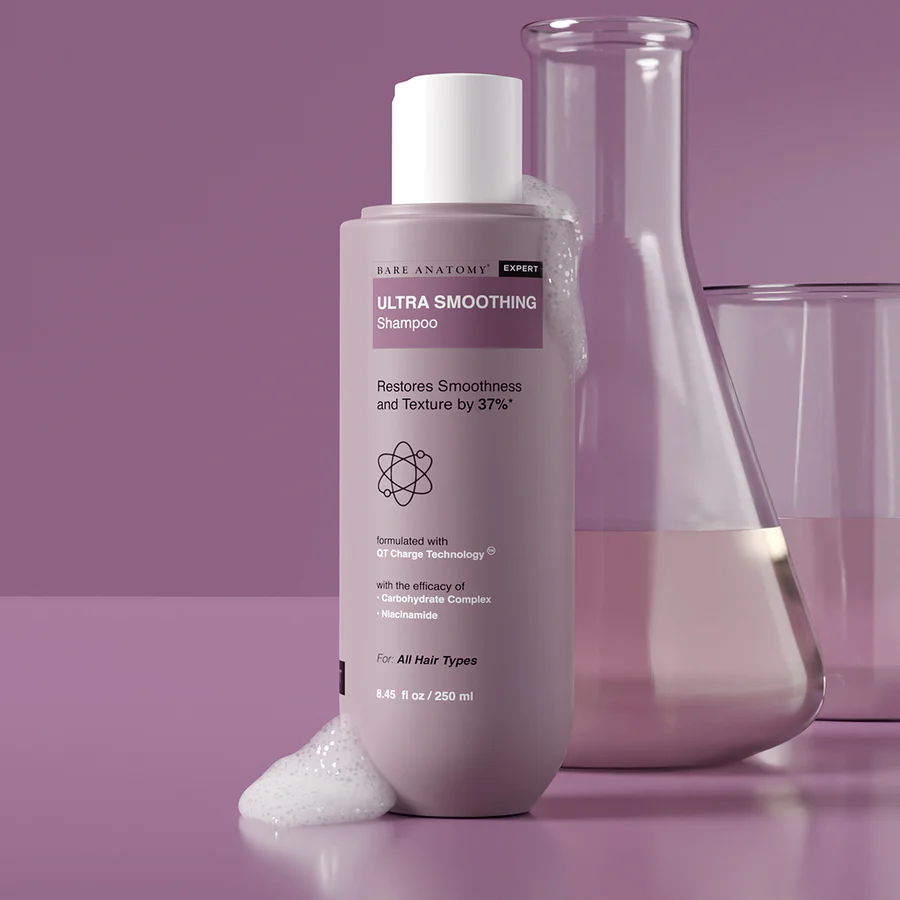 BARE ANATOMY® EXPERT
ULTRA SMOOTHING
Shampoo
Restores Smoothness
and Texture by 37%*
formulated with
QT Charge Technology
with the efficacy of
• Carbohydrate Complex
• Niacinamide
For: All Hair Types
8.45 fl oz / 250 ml